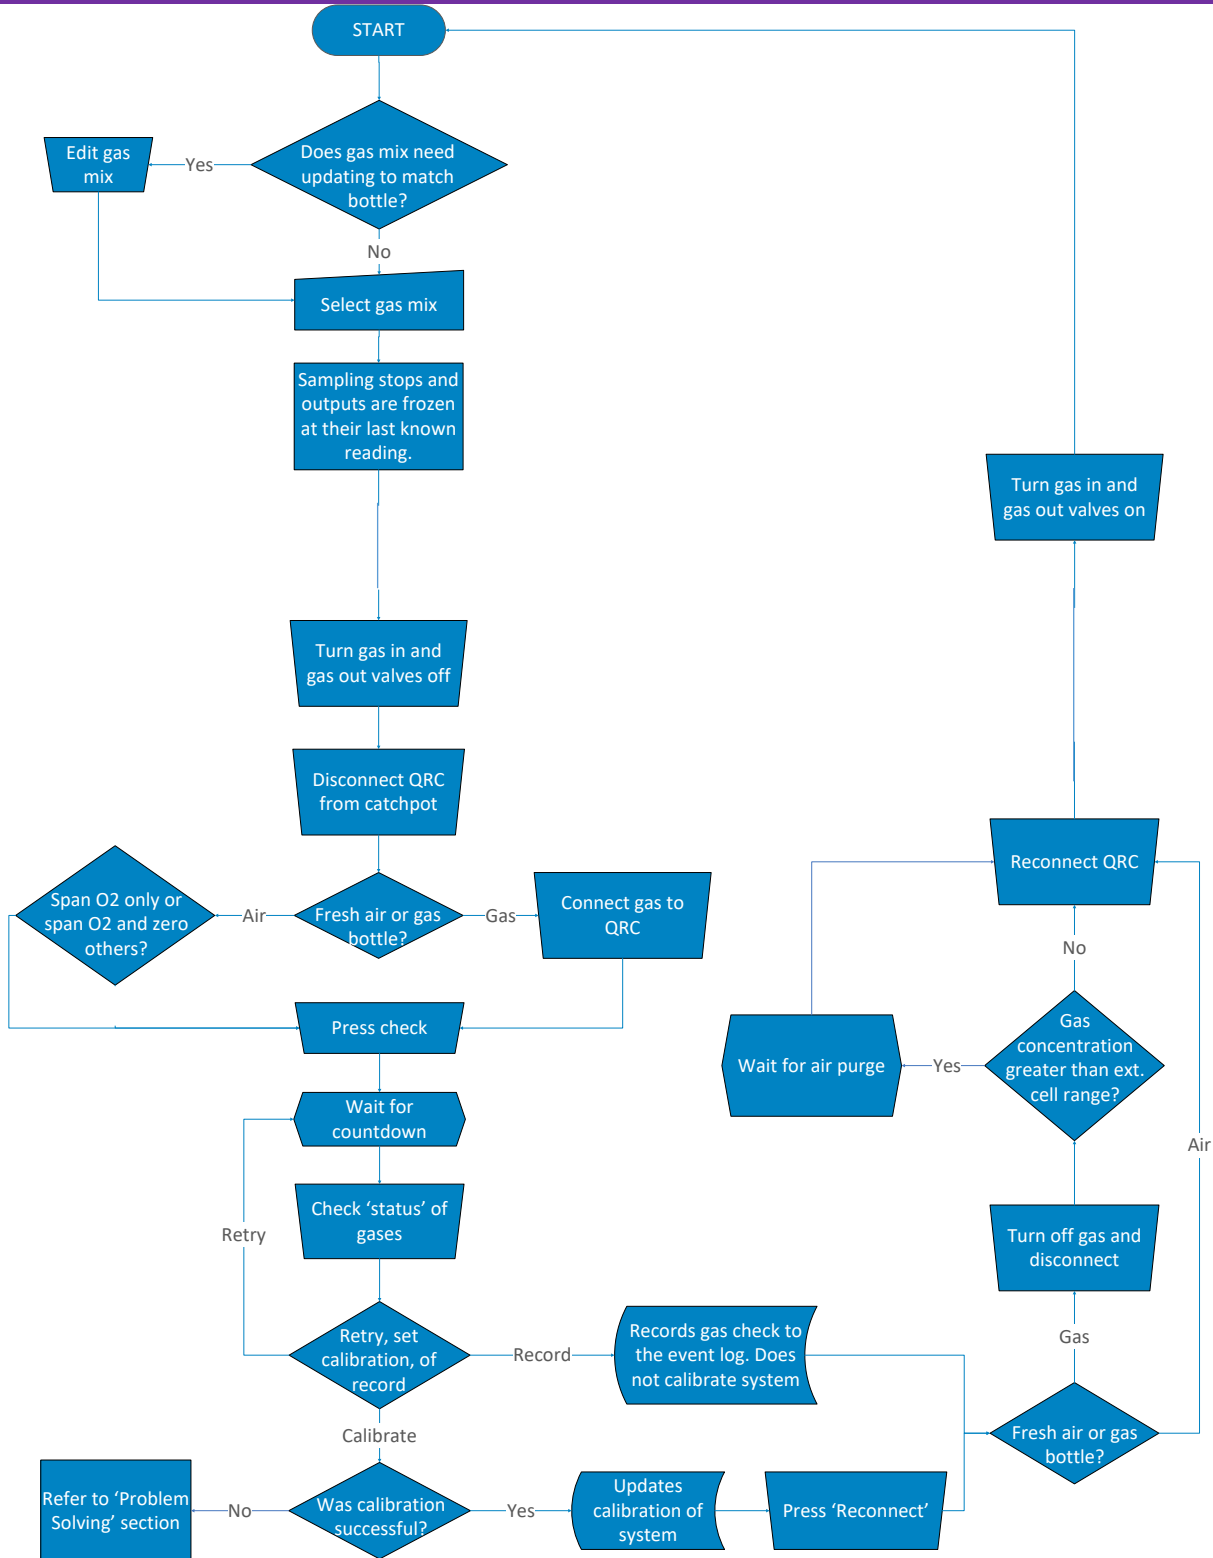 START
Does gas mix need
updating to match
bottle?
Yes
Edit gas
mix
No
Select gas mix
Sampling stops and
outputs are frozen
at their last known
reading.
Turn gas in and
gas out valves off
Disconnect QRC
from catchpot
Fresh air or gas
bottle?
Air
Span O2 only or
span O2 and zero
others?
Gas
Connect gas to
QRC
Press check
Wait for
countdown
Check ‘status’ of
gases
Retry
Retry, set
calibration, of
record
Record
Records gas check to
the event log. Does
not calibrate system
Calibrate
Was calibration
successful?
No
Refer to ‘Problem
Solving’ section
Yes
Updates
calibration of
system
Press ‘Reconnect’
Fresh air or gas
bottle?
Gas
Turn off gas and
disconnect
Gas
concentration
greater than ext.
cell range?
Yes
Wait for air purge
No
Air
Reconnect QRC
Turn gas in and
gas out valves on